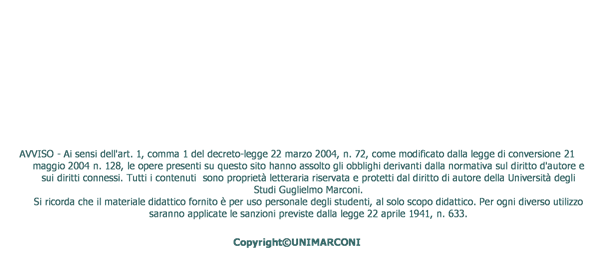 AVVISO - Ai sensi dell'art. 1, comma 1 del decreto-legge 22 marzo 2004, n. 72, come modificato dalla legge di conversione 21
maggio 2004 n. 128, le opere presenti su questo sito hanno assolto gli obblighi derivanti dalla normativa sul diritto d'autore e
sui diritti connessi. Tutti i contenuti sono proprietà letteraria riservata e protetti dal diritto di autore della Università degli
Studi Guglielmo Marconi.
Si ricorda che il materiale didattico fornito è per uso personale degli studenti, al solo scopo didattico. Per ogni diverso utilizzo
saranno applicate le sanzioni previste dalla legge 22 aprile 1941, n. 633.
Copyright©UNIMARCONI